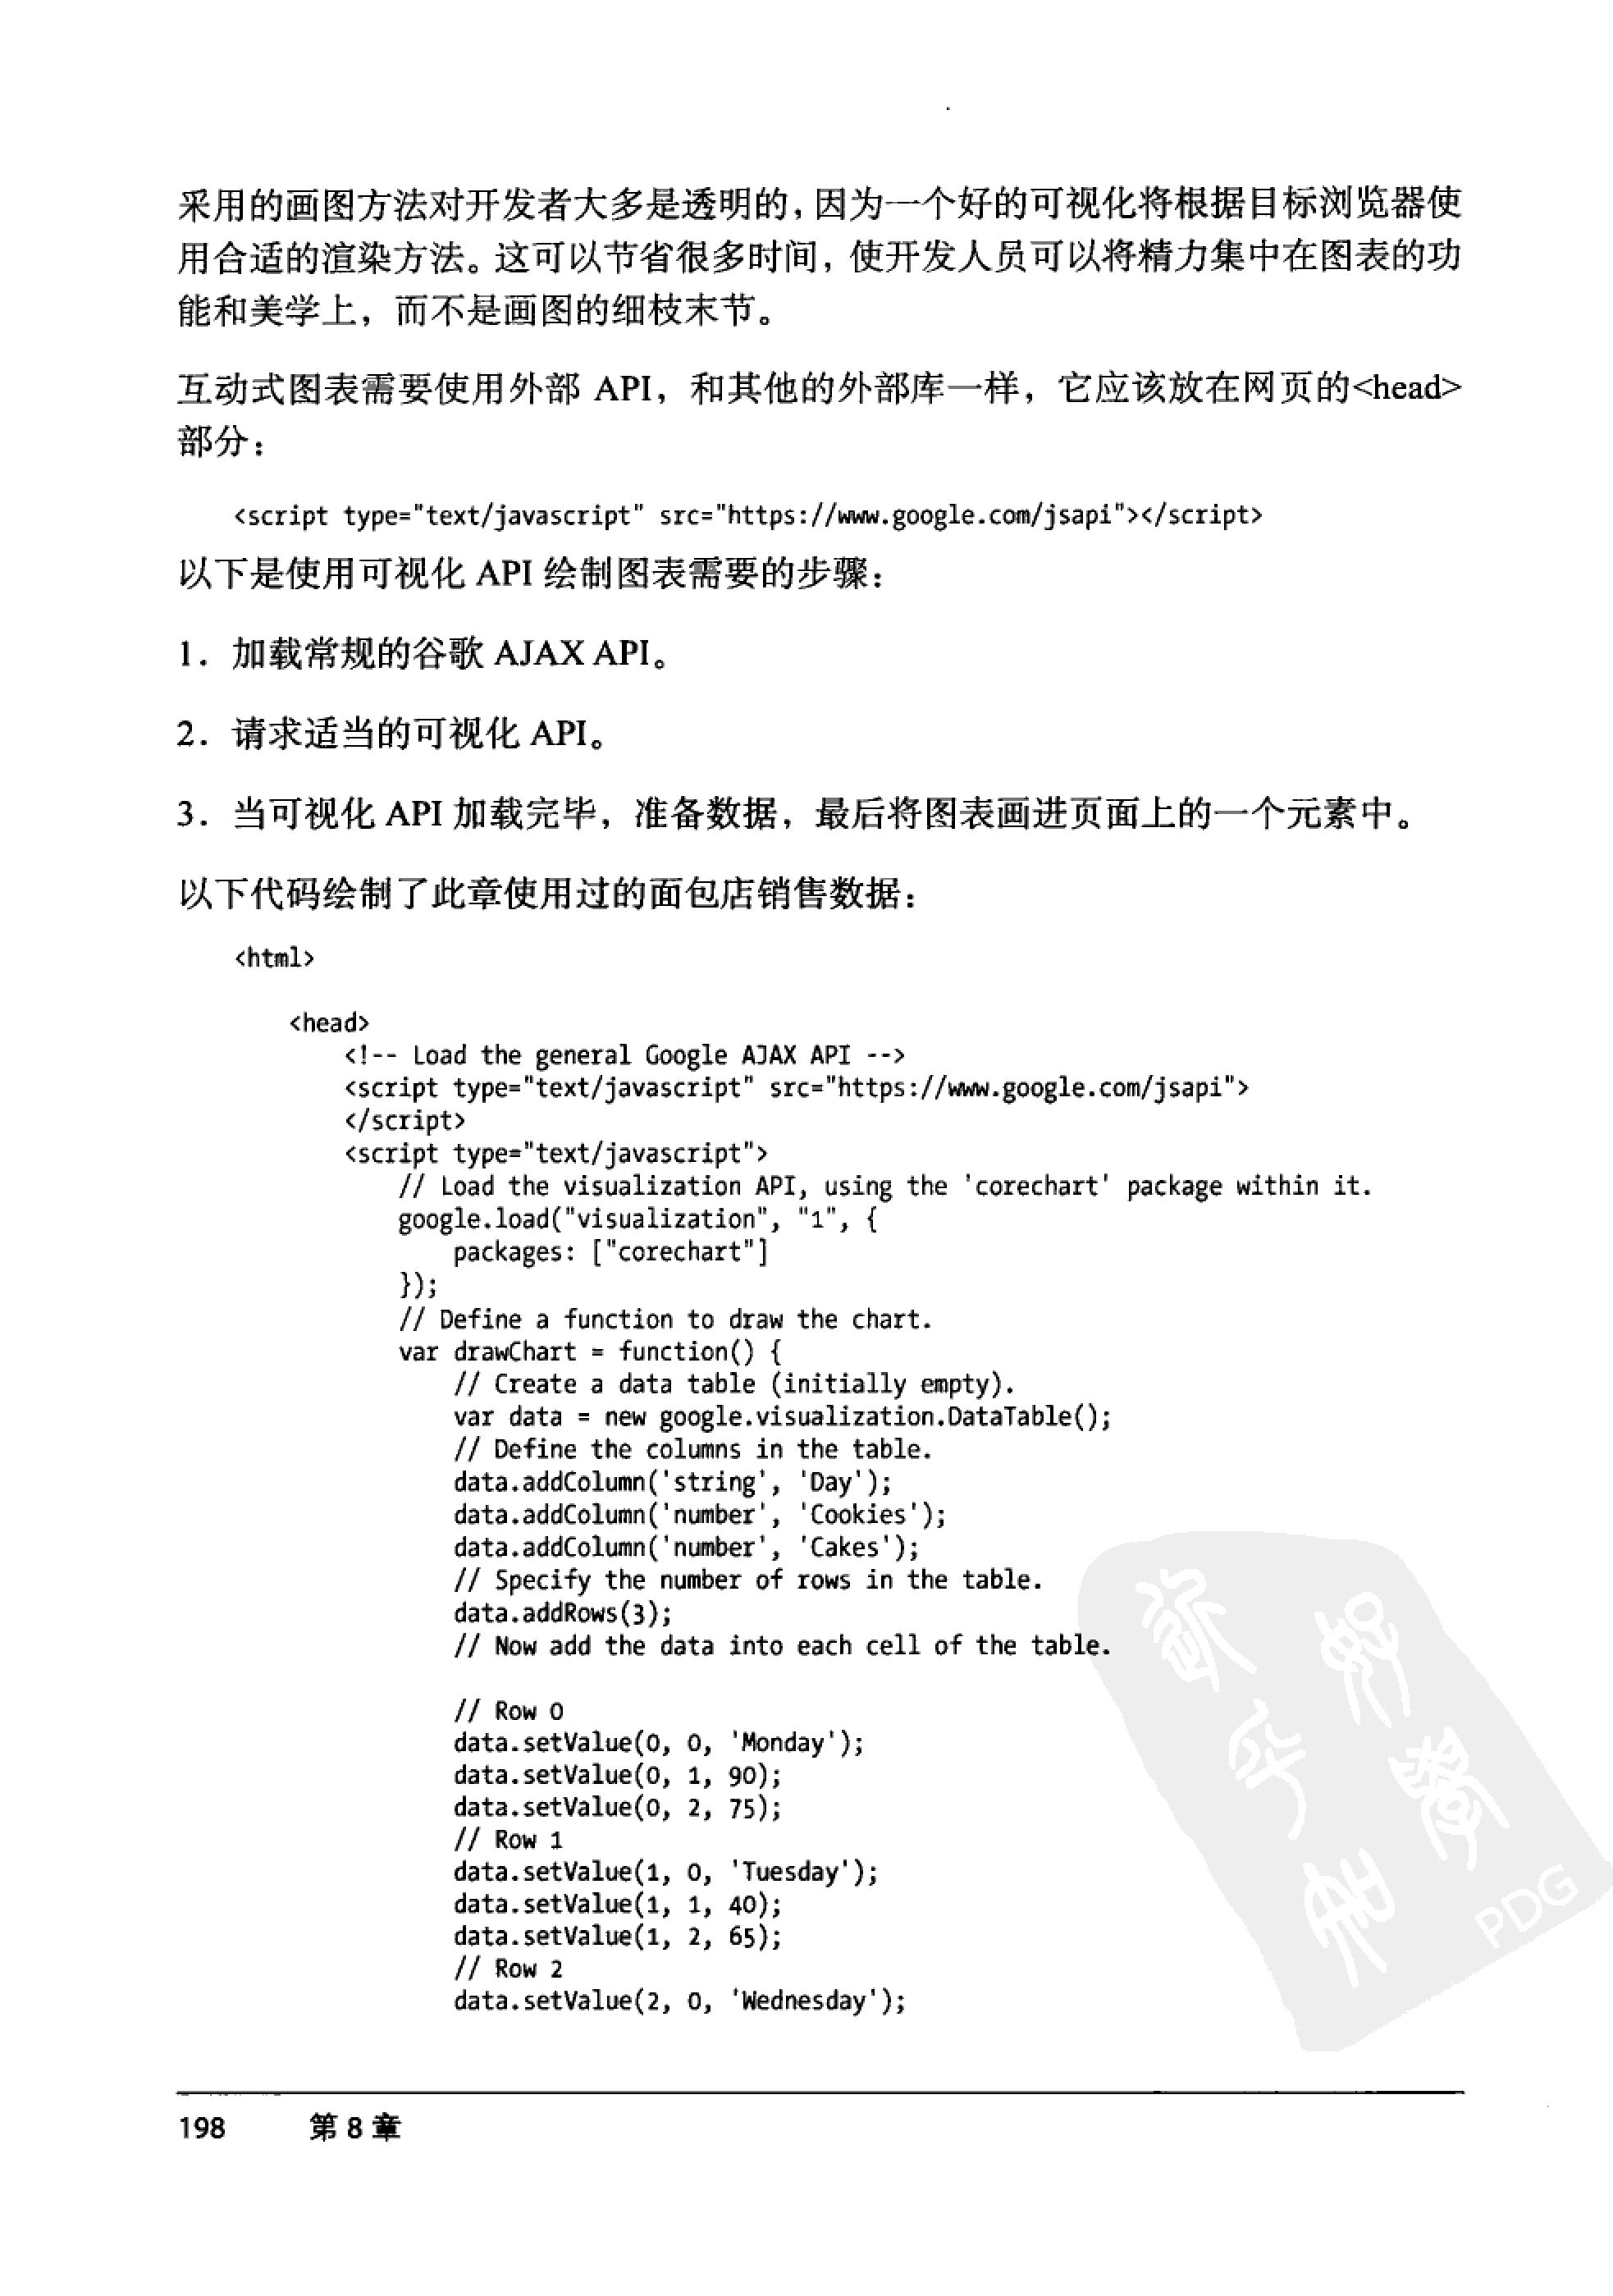 采用的画图方法对开发者大多是透明的，因为一个好的可视化将根据目标浏览器使
用合适的渲染方法。这可以节省很多时间，使开发人员可以将精力集中在图表的功
能和美学上，而不是画图的细枝末节。
互动式图表需要使用外部 API，和其他的外部库一样，它应该放在网页的<head>
部分：
<script type="text/javascript" src="https://www.google.com/jsapi"></script>
以下是使用可视化 API 绘制图表需要的步骤：
1．加载常规的谷歌 AJAX API。
2．请求适当的可视化 API。
3．当可视化 API 加载完毕，准备数据，最后将图表画进页面上的一个元素中。
以下代码绘制了此章使用过的面包店销售数据：
<html>
<head>
<!-- Load the general Google AJAX API -->
<script type="text/javascript" src="https://www.google.com/jsapi">
</script>
<script type="text/javascript">
// Load the visualization API, using the 'corechart' package within it.
google.load("visualization", "1", {
packages: ["corechart"]
});
// Define a function to draw the chart.
var drawChart = function() {
// Create a data table (initially empty).
var data = new google.visualization.DataTable();
// Define the columns in the table.
data.addColumn('string', 'Day');
data.addColumn('number', 'Cookies');
data.addColumn('number', 'Cakes');
// Specify the number of rows in the table.
data.addRows(3);
// Now add the data into each cell of the table.
// Row 0
data.setValue(0, 0, 'Monday');
data.setValue(0, 1, 90);
data.setValue(0, 2, 75);
// Row 1
data.setValue(1, 0, 'Tuesday');
data.setValue(1, 1, 40);
data.setValue(1, 2, 65);
// Row 2
data.setValue(2, 0, 'Wednesday');
PDG
198 第 8 章